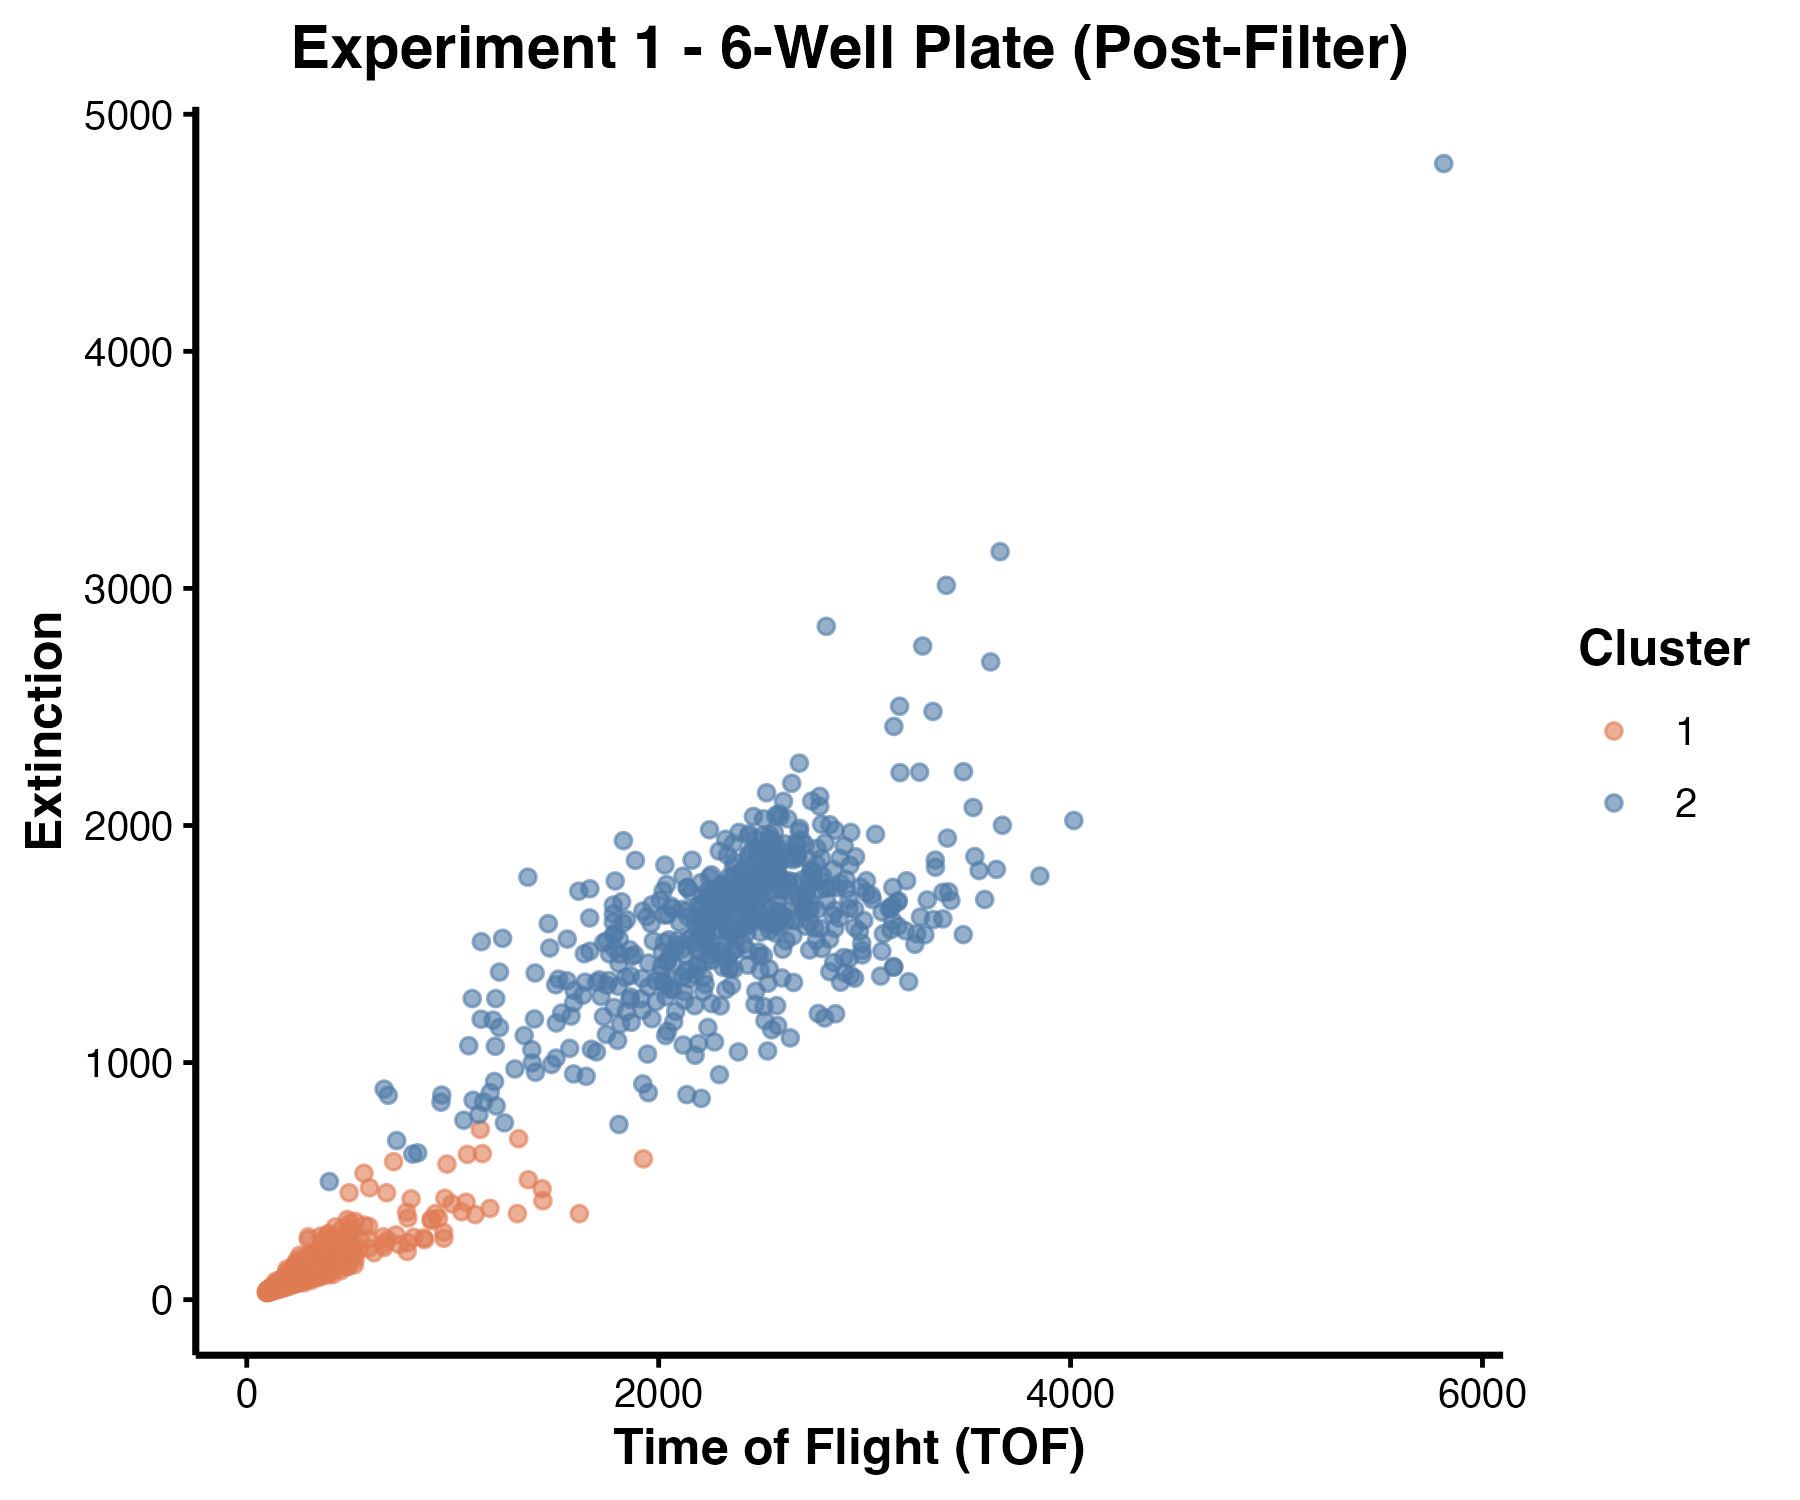 Experiment 1 - 6-Well Plate (Post-Filter)
5000
4000
3000
2000
1000
0
Extinction
0 2000 4000 6000
Time of Flight (TOF)
Cluster
1
2